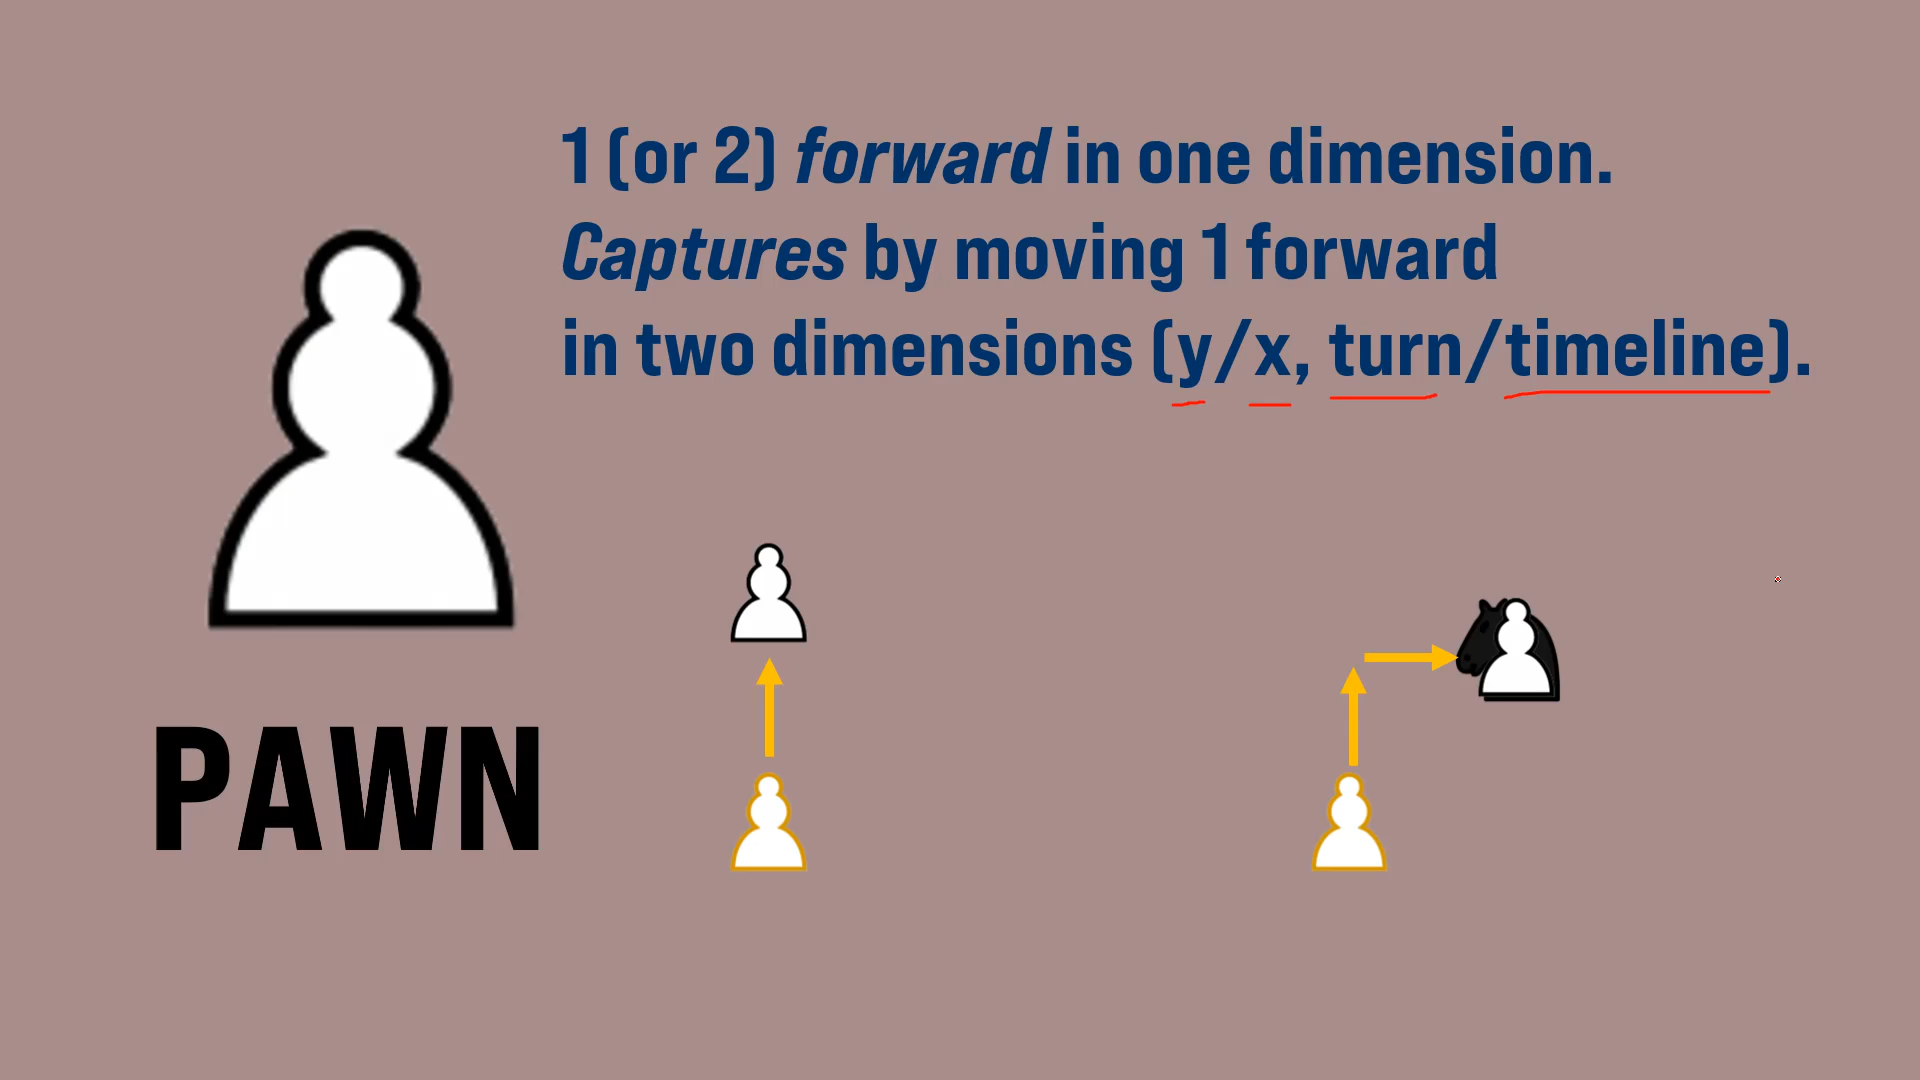 1 (or 2) forward in one dimension.
Captures by moving 1 forward
in two dimensions (y/x, turn/timeline).
PAWN